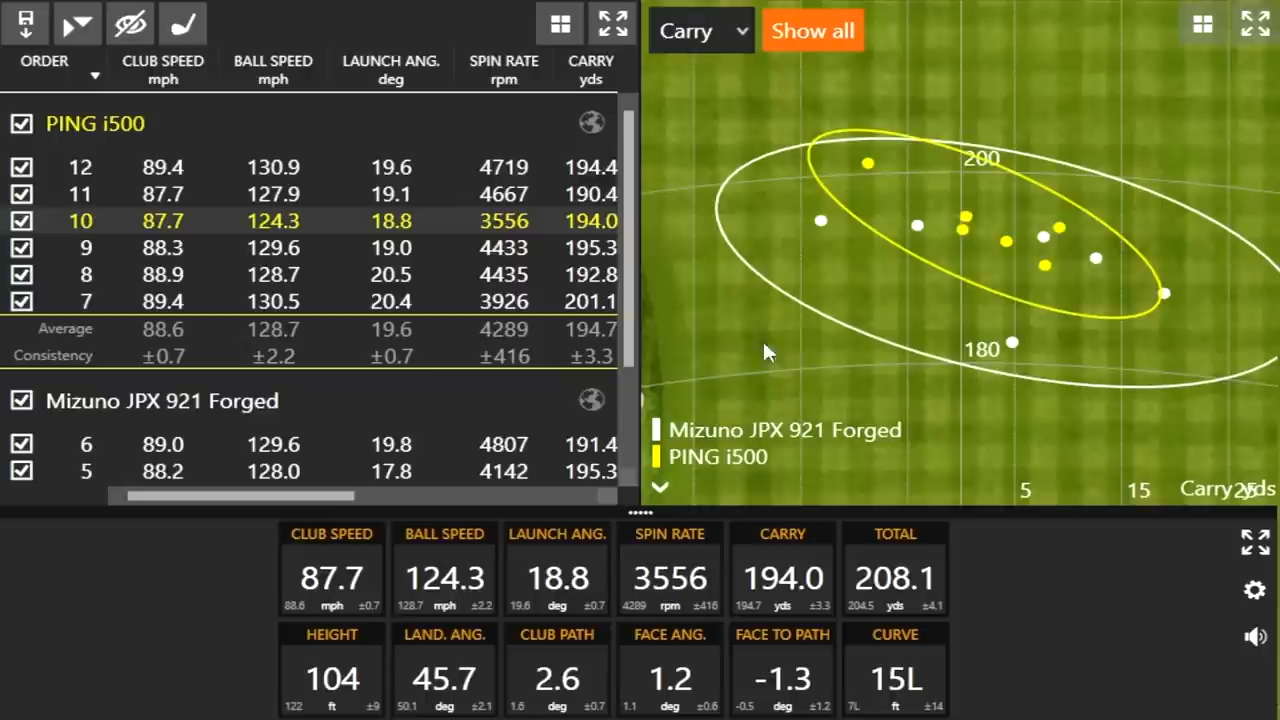 ORDER CLUB SPEED BALL SPEED LAUNCH ANG. SPIN RATE CARRY
mph mph deg rpm yds
PING i500
12 89.4 130.9 19.6 4719 194.4
11 87.7 127.9 19.1 4667 190.4
10 87.7 124.3 18.8 3556 194.0
9 88.3 129.6 19.0 4433 195.3
8 88.9 128.7 20.5 4435 192.8
7 89.4 130.5 20.4 3926 201.1
Average 88.6 128.7 19.6 4289 194.7
Consistency ±0.7 ±2.2 ±0.7 ±416 ±3.3
Mizuno JPX 921 Forged
6 89.0 129.6 19.8 4807 191.4
5 88.2 128.0 17.8 4142 195.3
Carry Show all
200
180
Mizuno JPX 921 Forged
PING i500
5 15 25 Carry yds
CLUB SPEED BALL SPEED LAUNCH ANG. SPIN RATE CARRY TOTAL
87.7 124.3 18.8 3556 194.0 208.1
88.6 mph ±0.7 128.7 mph ±2.2 19.6 deg ±0.7 4289 rpm ±416 194.7 yds ±3.3 204.5 yds ±4.1
HEIGHT LAND. ANG. CLUB PATH FACE ANG. FACE TO PATH CURVE
104 45.7 2.6 1.2 -1.3 15L
122 ft ±9 50.1 deg ±2.1 1.6 deg ±0.7 1.1 deg ±0.6 -0.5 deg ±1.2 7L ft ±14